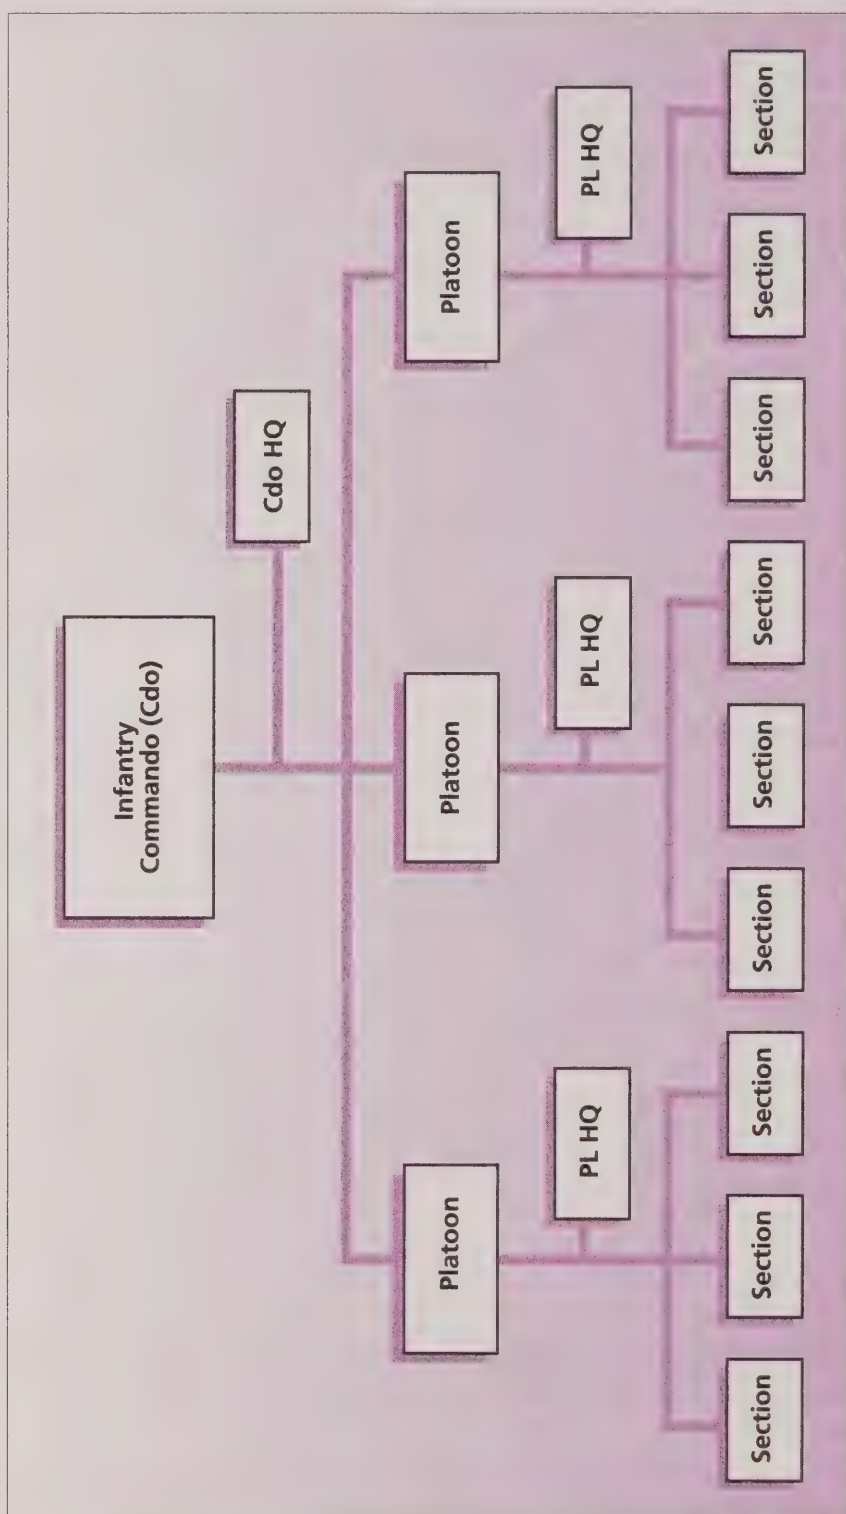 Infantry
Commando (Cdo)
Cdo HQ
Platoon
Platoon
Platoon
PL HQ
PL HQ
PL HQ
Section
Section
Section
Section
Section
Section
Section
Section
Section